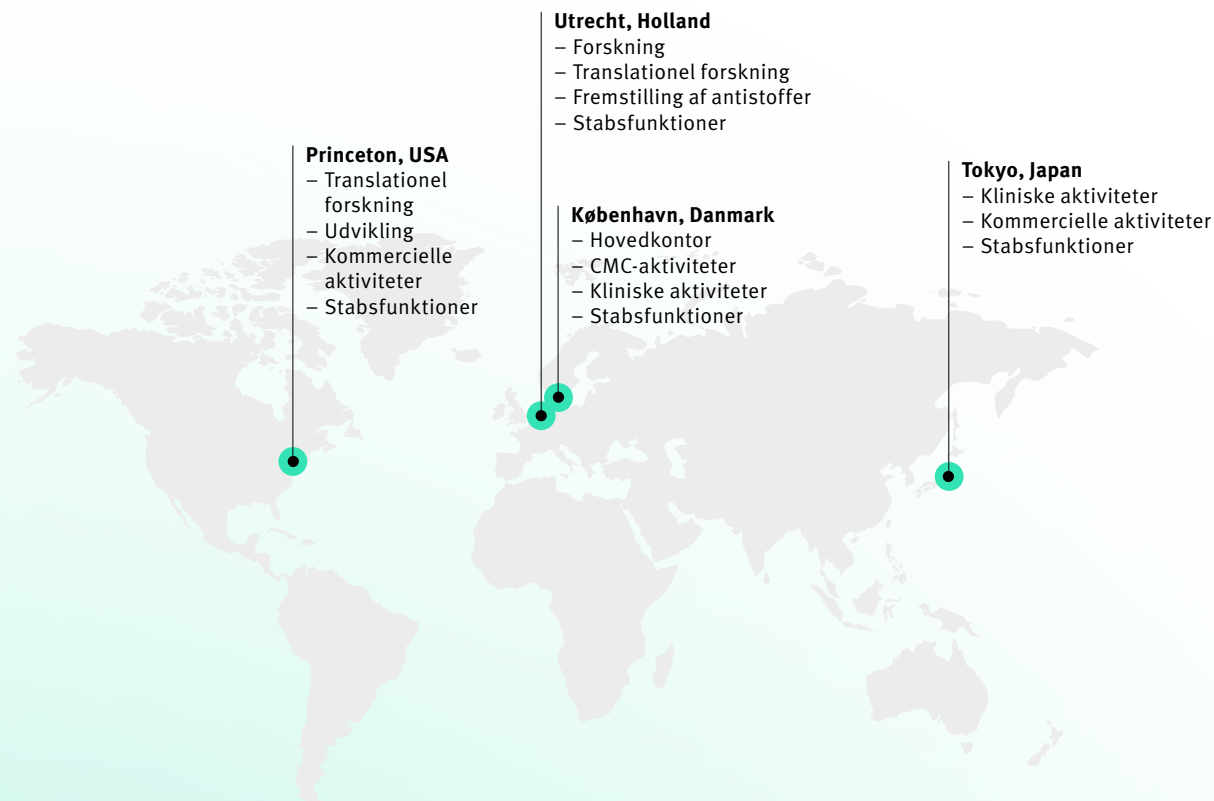 Utrecht, Holland
– Forskning
– Translationel forskning
– Fremstilling af antistoffer
– Stabsfunktioner
Princeton, USA
– Translationel
forskning
– Udvikling
– Kommercielle
aktiviteter
– Stabsfunktioner
København, Danmark
– Hovedkontor
– CMC-aktiviteter
– Kliniske aktiviteter
– Stabsfunktioner
Tokyo, Japan
– Kliniske aktiviteter
– Kommercielle aktiviteter
– Stabsfunktioner